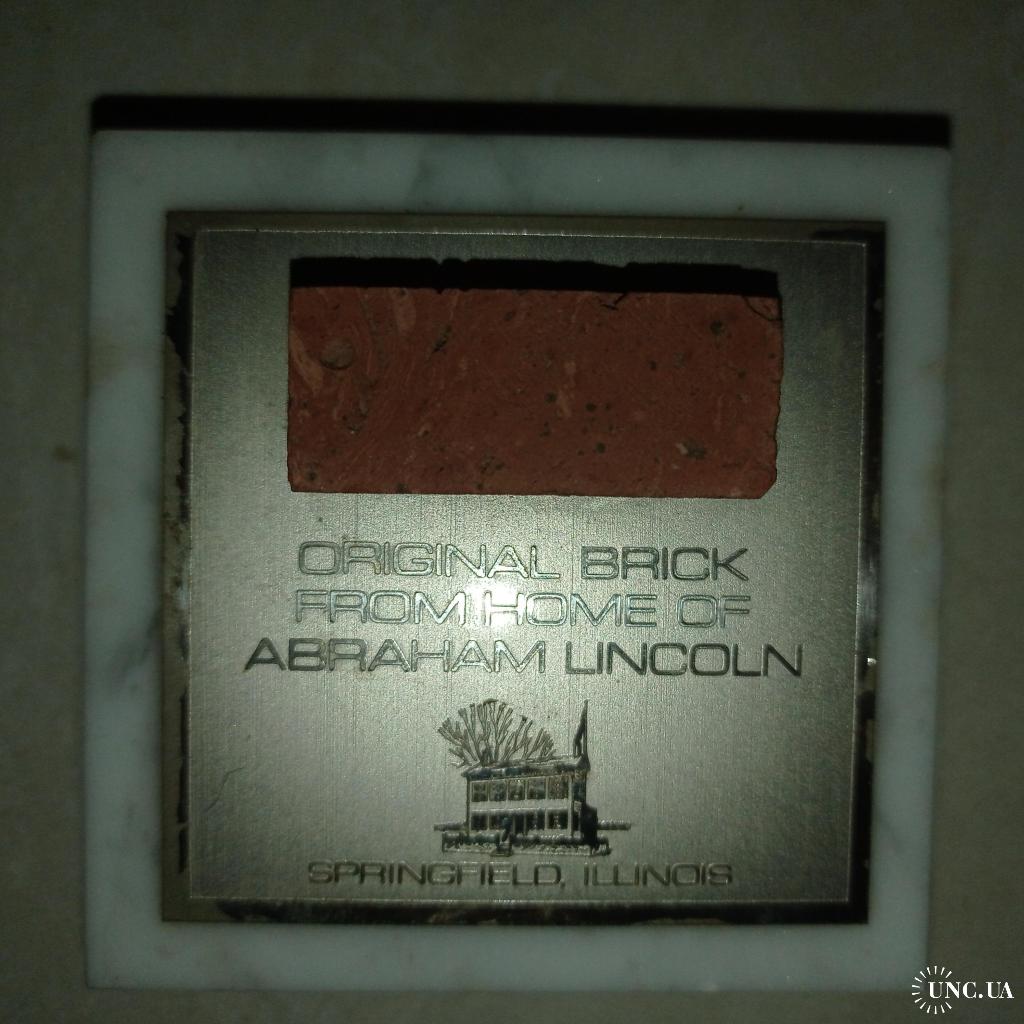 ORIGINAL BRICK
FROM HOME OF
ABRAHAM LINCOLN
SPRINGFIELD, ILLINOIS
UNC.UA